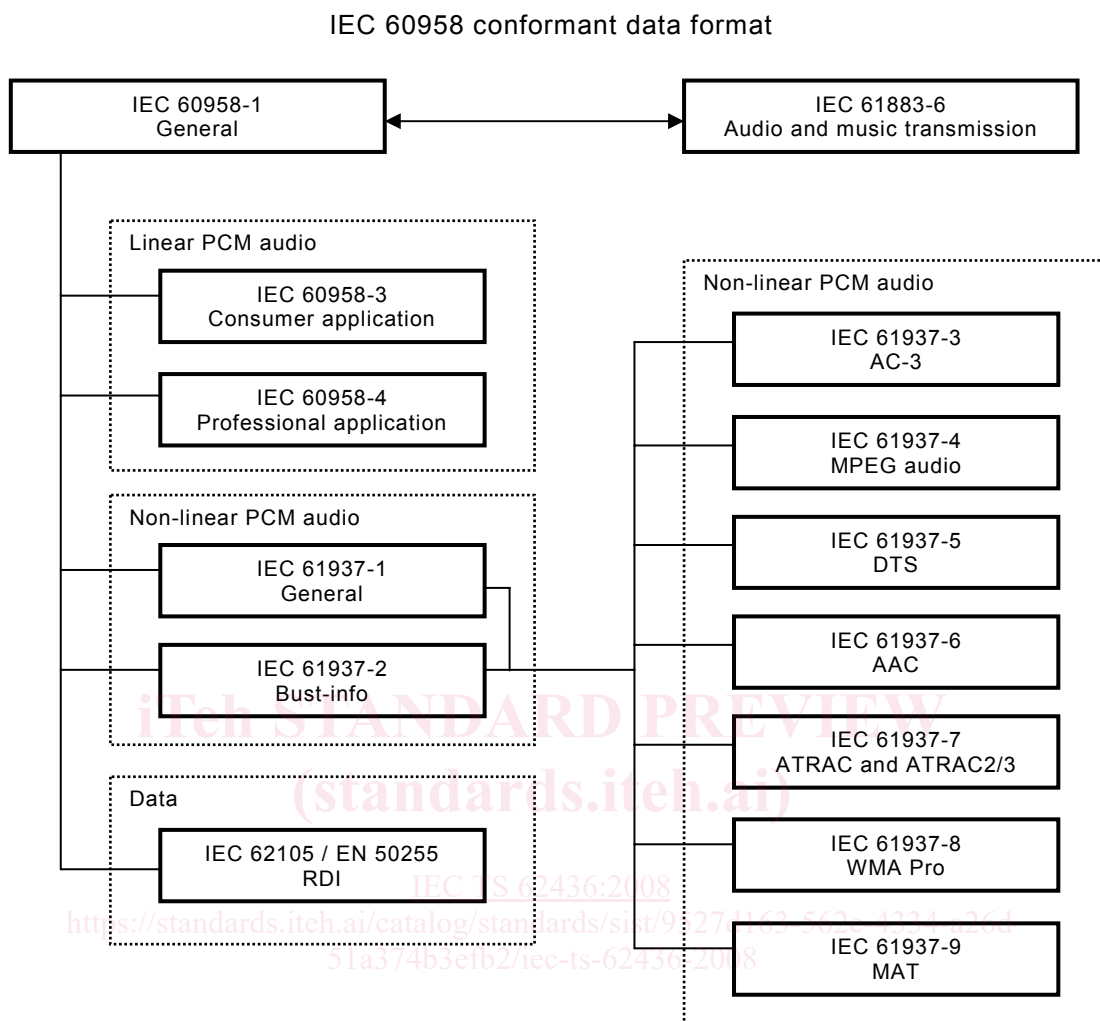 IEC 60958 conformant data format
IEC 60958-1
General
IEC 61883-6
Audio and music transmission
Linear PCM audio
IEC 60958-3
Consumer application
IEC 60958-4
Professional application
Non-linear PCM audio
IEC 61937-1
General
IEC 61937-2
Bust-info
Data
IEC 62105 / EN 50255
RDI
Non-linear PCM audio
IEC 61937-3
AC-3
IEC 61937-4
MPEG audio
IEC 61937-5
DTS
IEC 61937-6
AAC
IEC 61937-7
ATRAC and ATRAC2/3
IEC 61937-8
WMA Pro
IEC 61937-9
MAT
iTeh STANDARD PREVIEW
(standards.iteh.ai)
IEC TS 62436:2008
https://standards.iteh.ai/catalog/standards/sist/9527d163-562c-4334-a26d-
51a374b3efb2/iec-ts-62436-2008